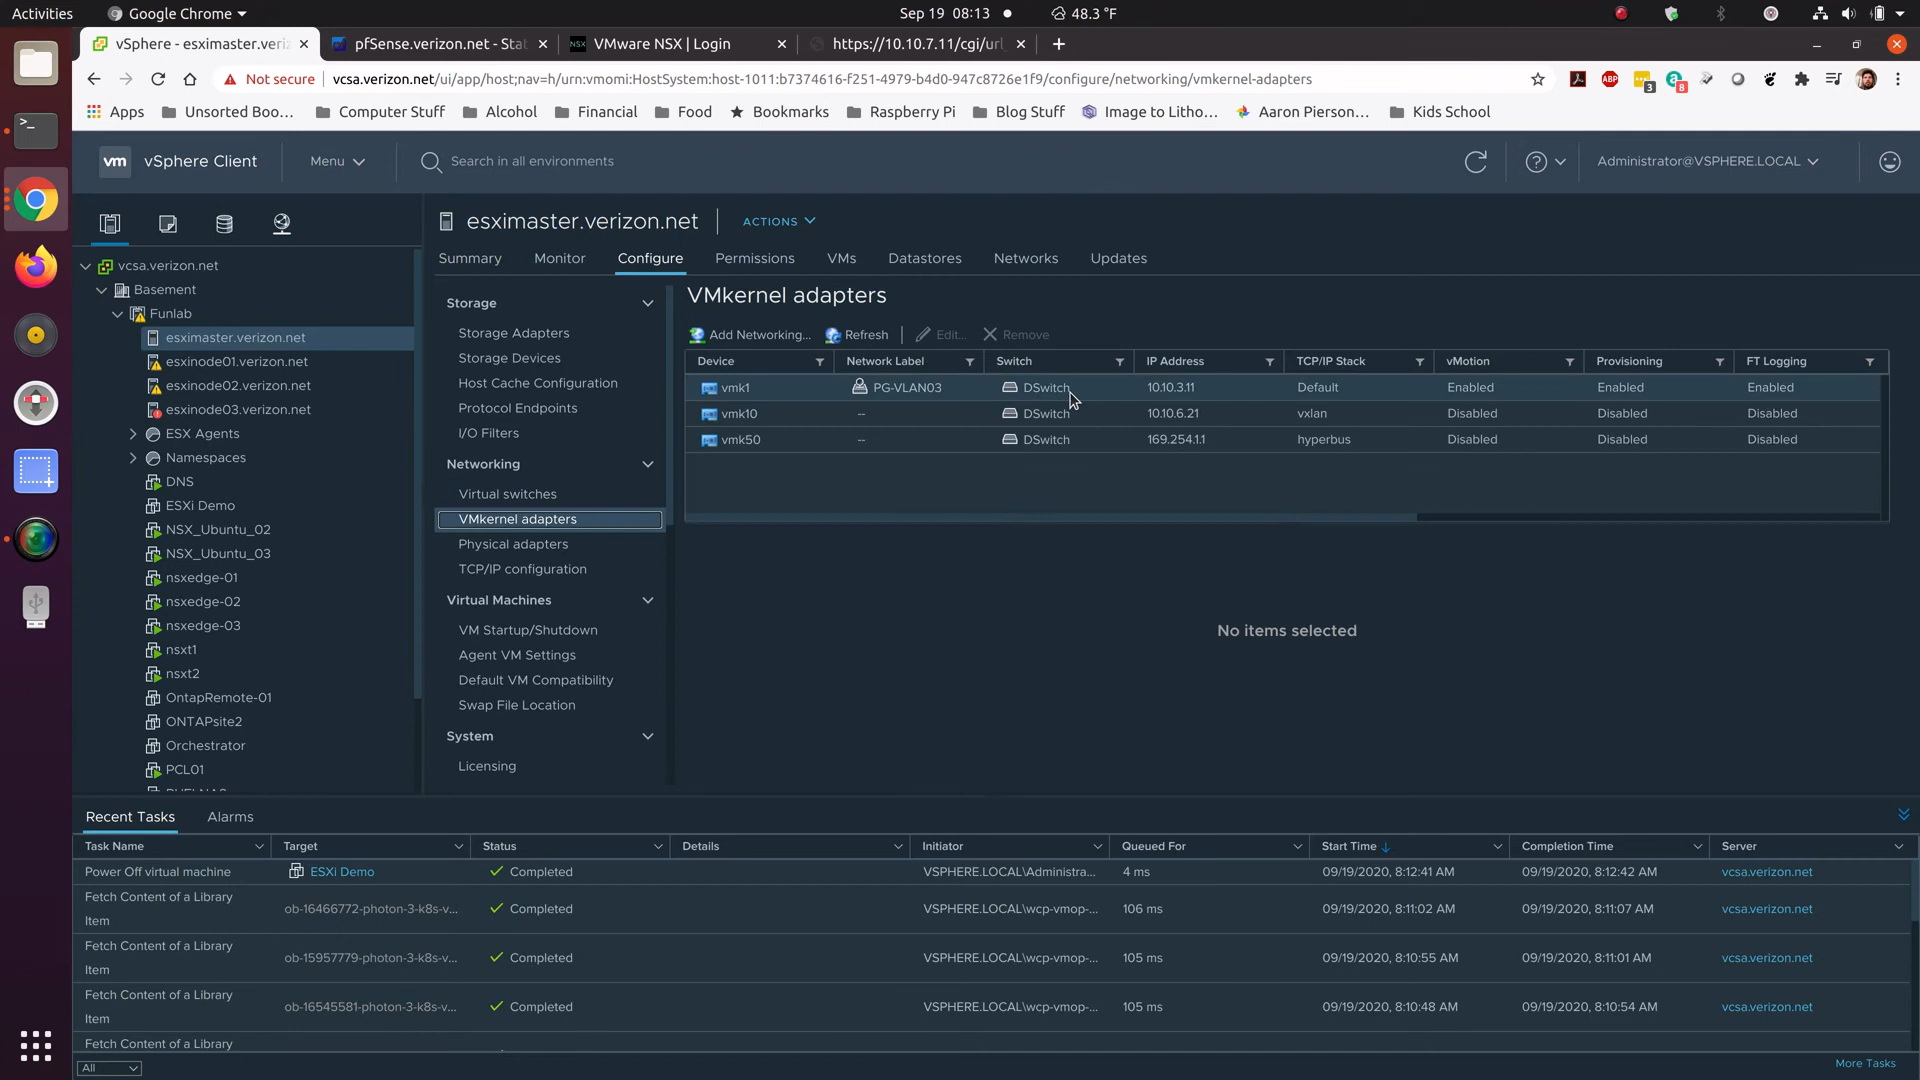 Activities Google Chrome Sep 19 08:13 48.3 °F
vSphere - esximaster.veriz pfSense.verizon.net - Sta VMware NSX | Login https://10.10.7.11/cgi/url
Not secure vcsa.verizon.net/ui/app/host;nav=h/urn:vmomi:HostSystem:host-1011:b7374616-f251-4979-b4d0-947c8726e1f9/configure/networking/vmkernel-adapters ABP 3 8
Apps Unsorted Boo... Computer Stuff Alcohol Financial Food Bookmarks Raspberry Pi Blog Stuff Image to Litho... Aaron Pierson... Kids School
vm vSphere Client Menu Search in all environments Administrator@VSPHERE.LOCAL
esximaster.verizon.net ACTIONS
Summary Monitor Configure Permissions VMs Datastores Networks Updates
vcsa.verizon.net
Basement
Funlab
esximaster.verizon.net
esxinode01.verizon.net
esxinode02.verizon.net
esxinode03.verizon.net
ESX Agents
Namespaces
DNS
ESXi Demo
NSX_Ubuntu_02
NSX_Ubuntu_03
nsxedge-01
nsxedge-02
nsxedge-03
nsxt1
nsxt2
OntapRemote-01
ONTAPsite2
Orchestrator
PCL01
Storage
Storage Adapters
Storage Devices
Host Cache Configuration
Protocol Endpoints
I/O Filters
Networking
Virtual switches
VMkernel adapters
Physical adapters
TCP/IP configuration
Virtual Machines
VM Startup/Shutdown
Agent VM Settings
Default VM Compatibility
Swap File Location
System
Licensing
VMkernel adapters
Add Networking... Refresh Edit... Remove
Device Network Label Switch IP Address TCP/IP Stack vMotion Provisioning FT Logging
vmk1 PG-VLAN03 DSwitch 10.10.3.11 Default Enabled Enabled Enabled
vmk10 -- DSwitch 10.10.6.21 vxlan Disabled Disabled Disabled
vmk50 -- DSwitch 169.254.1.1 hyperbus Disabled Disabled Disabled
No items selected
Recent Tasks Alarms
Task Name Target Status Details Initiator Queued For Start Time Completion Time Server
Power Off virtual machine ESXi Demo Completed VSPHERE.LOCAL\Administra... 4 ms 09/19/2020, 8:12:41 AM 09/19/2020, 8:12:42 AM vcsa.verizon.net
Fetch Content of a Library
Item ob-16466772-photon-3-k8s-v... Completed VSPHERE.LOCAL\wcp-vmop-... 106 ms 09/19/2020, 8:11:02 AM 09/19/2020, 8:11:07 AM vcsa.verizon.net
Fetch Content of a Library
Item ob-15957779-photon-3-k8s-v... Completed VSPHERE.LOCAL\wcp-vmop-... 105 ms 09/19/2020, 8:10:55 AM 09/19/2020, 8:11:01 AM vcsa.verizon.net
Fetch Content of a Library
Item ob-16545581-photon-3-k8s-v... Completed VSPHERE.LOCAL\wcp-vmop-... 105 ms 09/19/2020, 8:10:48 AM 09/19/2020, 8:10:54 AM vcsa.verizon.net
Fetch Content of a Library
All More Tasks